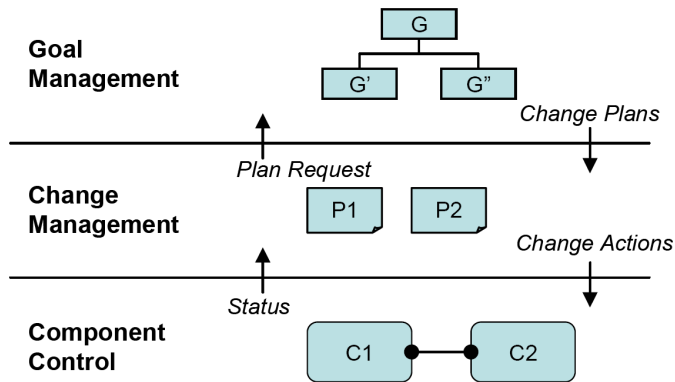 Goal
Management
G
G'
G"
Change Plans
Plan Request
Change
Management
P1
P2
Change Actions
Status
Component
Control
C1
C2